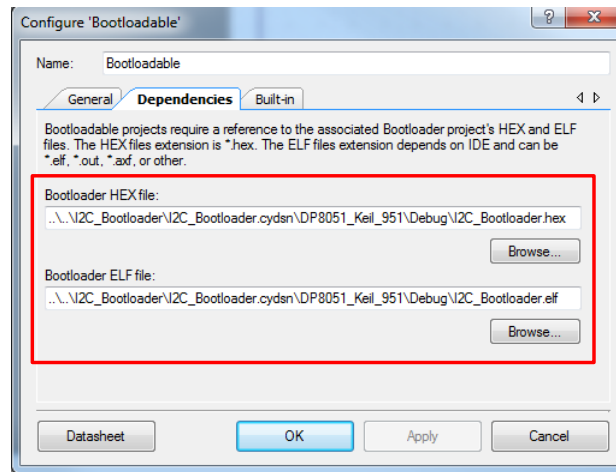 Configure 'Bootloadable'
Name: Bootloadable
General Dependencies Built-in
Bootloadable projects require a reference to the associated Bootloader project's HEX and ELF
files. The HEX files extension is *.hex. The ELF files extension depends on IDE and can be
*.elf, *.out, *.axf, or other.
Bootloader HEX file:
..\..\I2C_Bootloader\I2C_Bootloader.cydsn\DP8051_Keil_951\Debug\I2C_Bootloader.hex
Browse...
Bootloader ELF file:
..\..\I2C_Bootloader\I2C_Bootloader.cydsn\DP8051_Keil_951\Debug\I2C_Bootloader.elf
Browse...
Datasheet OK Apply Cancel